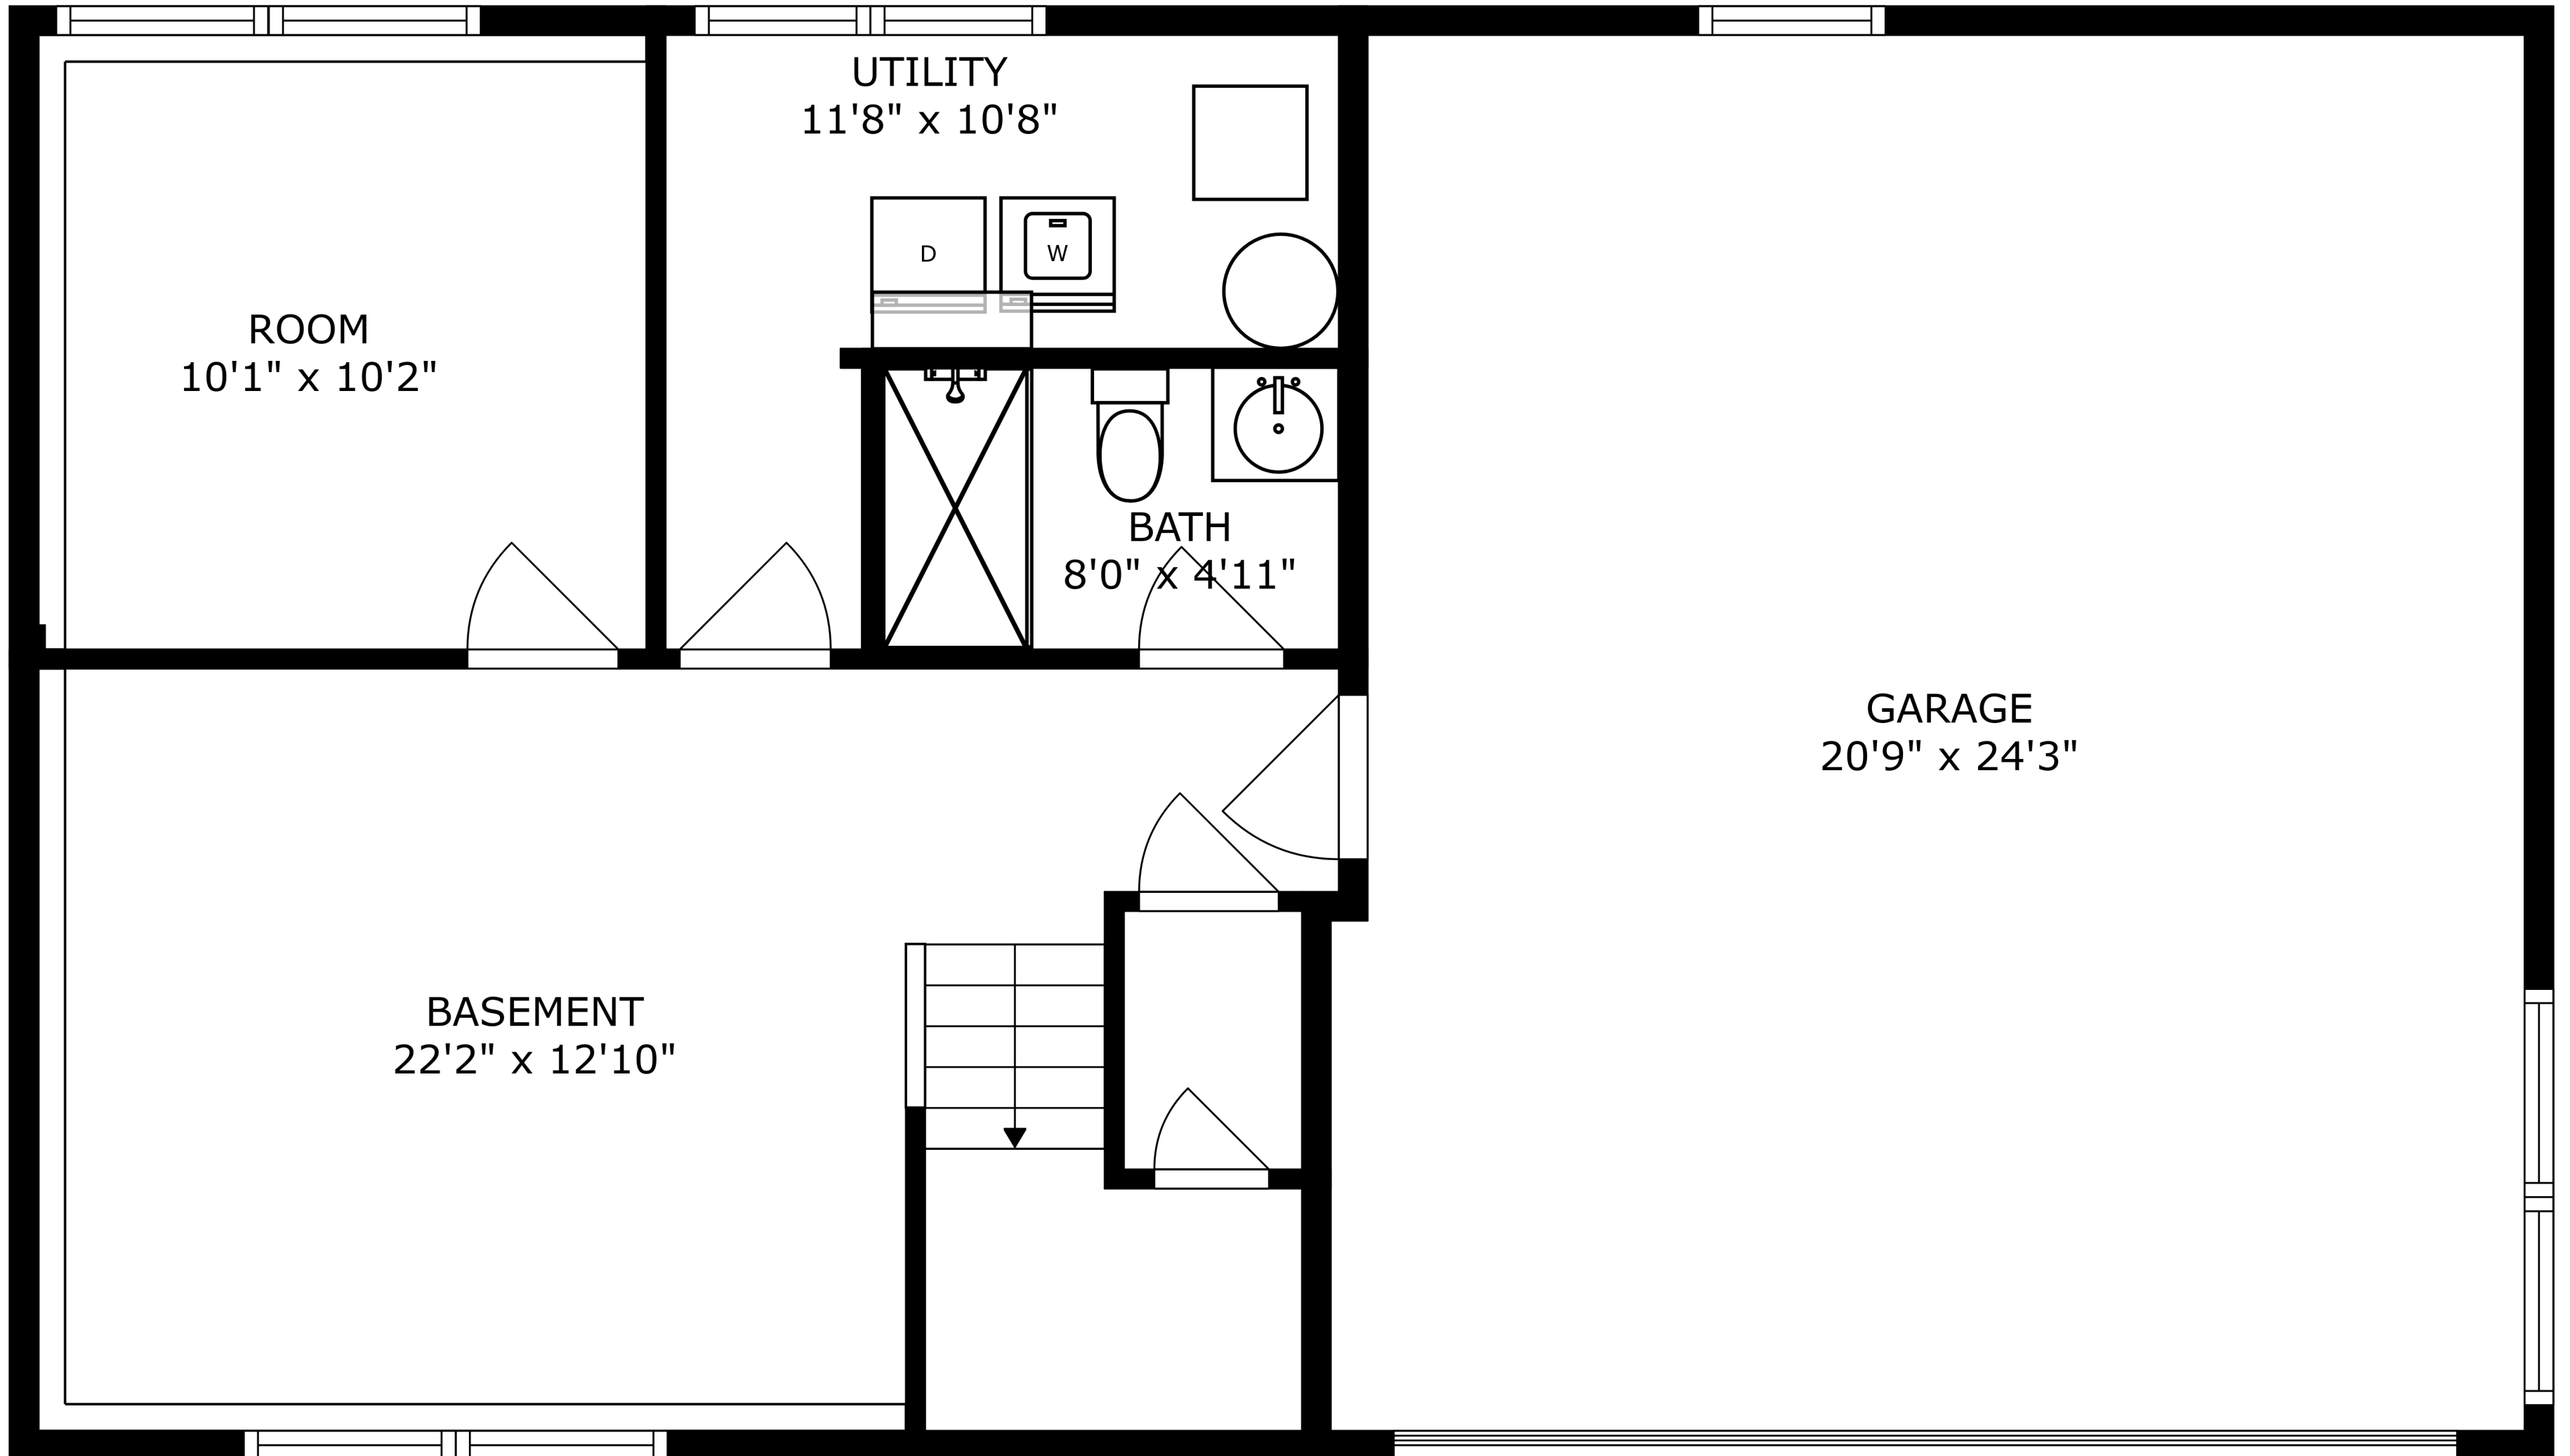 UTILITY
11'8" x 10'8"
D
W
ROOM
10'1" x 10'2"
BATH
8'0" x 4'11"
GARAGE
20'9" x 24'3"
BASEMENT
22'2" x 12'10"